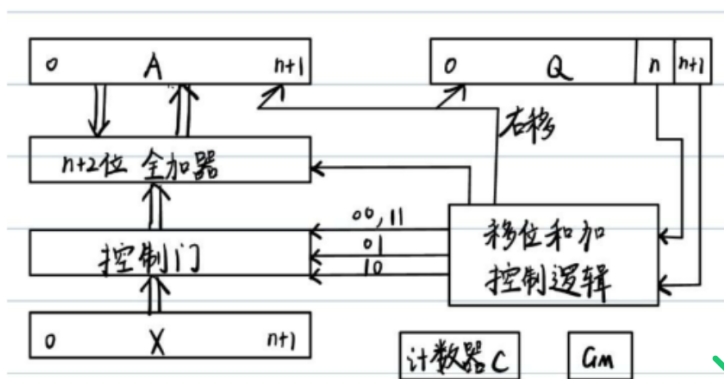 0 A n+1
0 Q n n+1
右移
n+2位 全加器
00,11
01
10
控制门
移位和加
控制逻辑
0 X n+1
计数器C
Gm